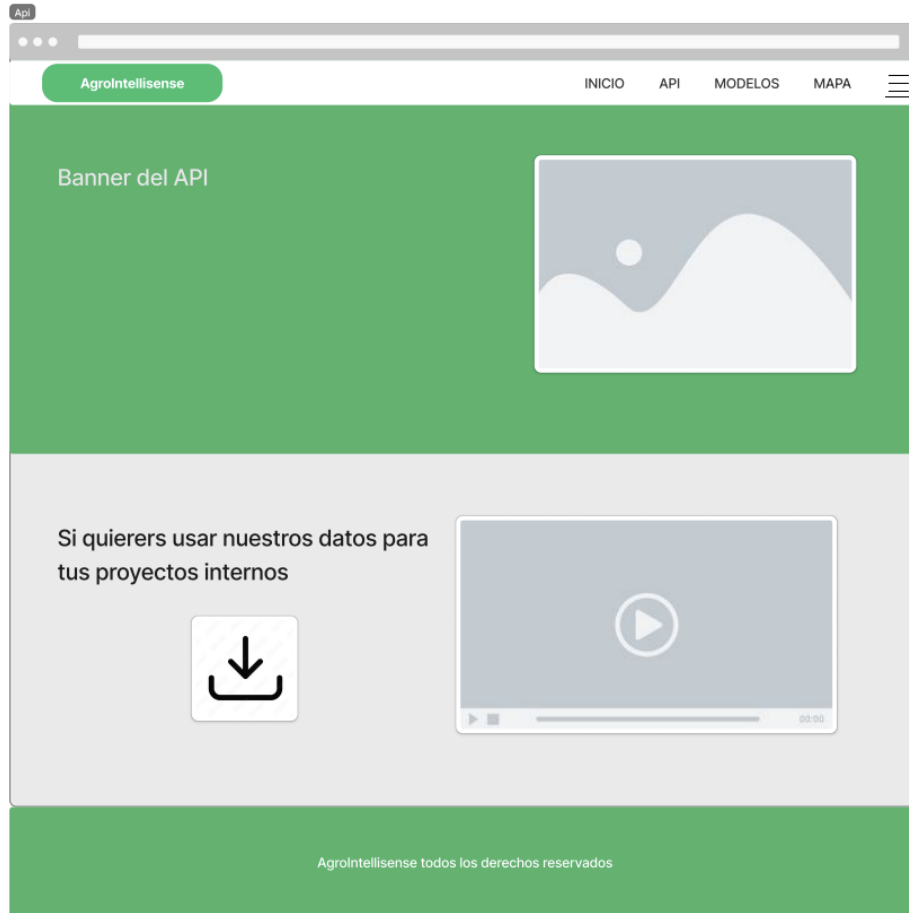 Api
AgroIntellisense
INICIO API MODELOS MAPA
Banner del API
Si quierers usar nuestros datos para
tus proyectos internos
00:00
AgroIntellisense todos los derechos reservados